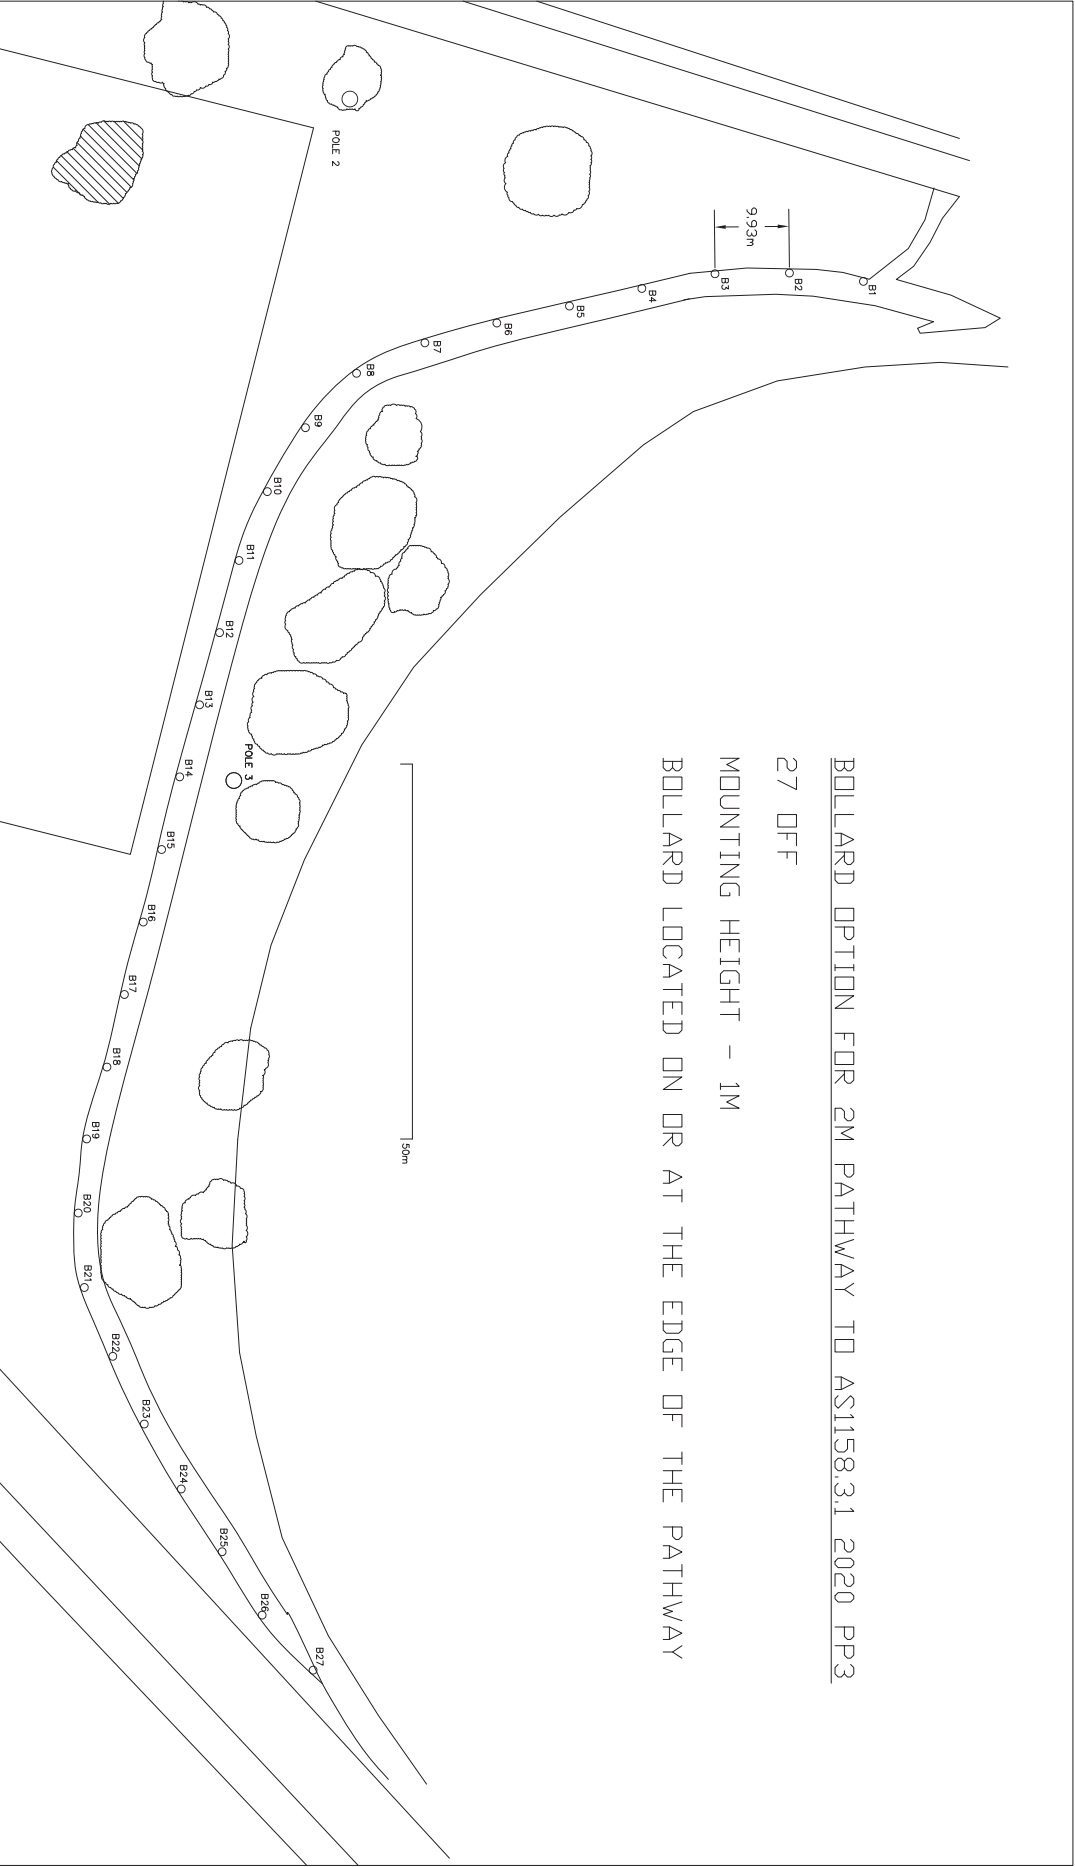 BOLLARD OPTION FOR 2M PATHWAY TO AS1158.3.1 2020 PP3
27 OFF
MOUNTING HEIGHT - 1M
BOLLARD LOCATED ON OR AT THE EDGE OF THE PATHWAY
9.93m
B1
B2
B3
B4
B5
B6
B7
B8
B9
B10
B11
B12
B13
B14
B15
B16
B17
B18
B19
B20
B21
B22
B23
B24
B25
B26
B27
POLE 2
POLE 3
50m